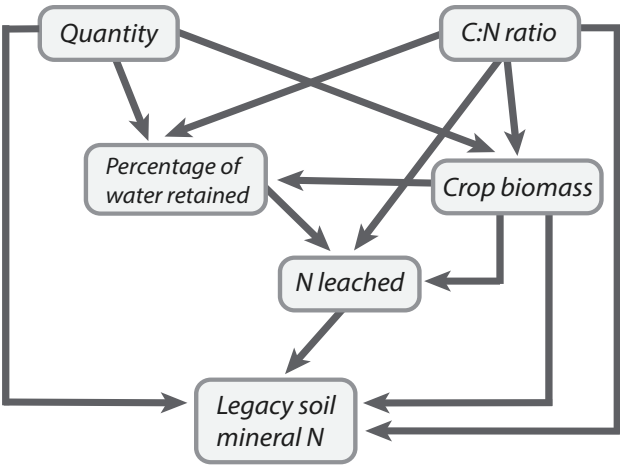 Quantity
C:N ratio
Percentage of
water retained
Crop biomass
N leached
Legacy soil
mineral N